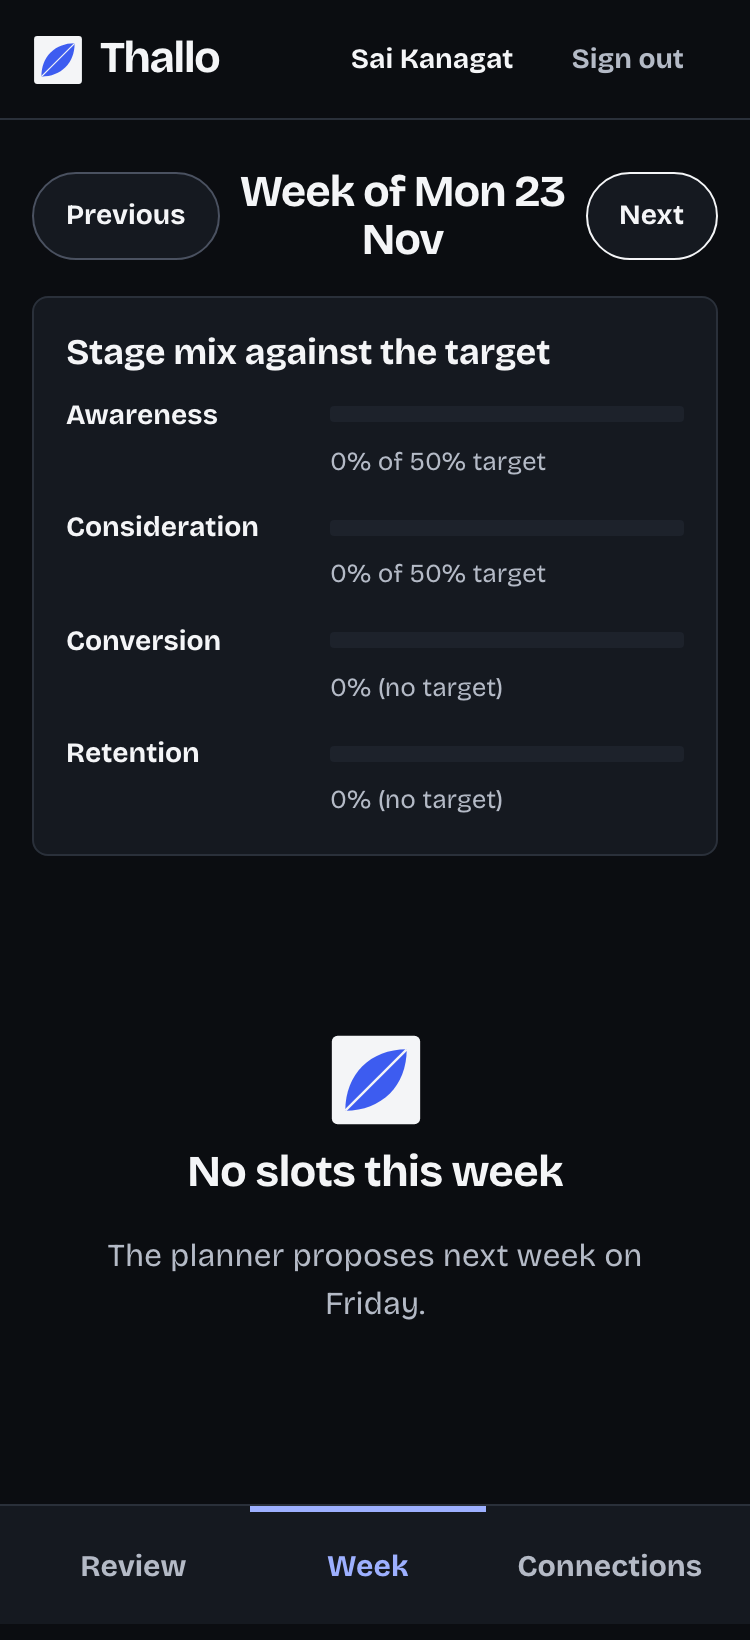 Thallo
Sai Kanagat
Sign out
Previous
Week of Mon 23
Nov
Next
Stage mix against the target
Awareness
0% of 50% target
Consideration
0% of 50% target
Conversion
0% (no target)
Retention
0% (no target)
No slots this week
The planner proposes next week on
Friday.
Review
Week
Connections